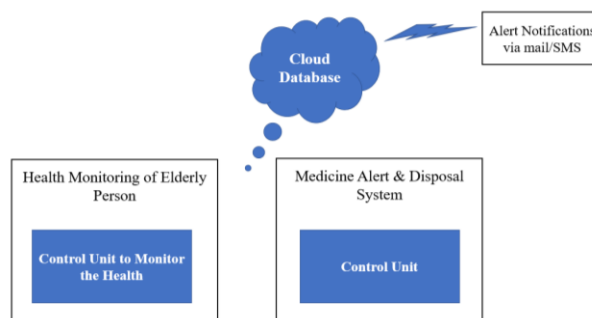 Cloud
Database
Alert Notifications
via mail/SMS
Health Monitoring of Elderly
Person
Control Unit to Monitor
the Health
Medicine Alert & Disposal
System
Control Unit